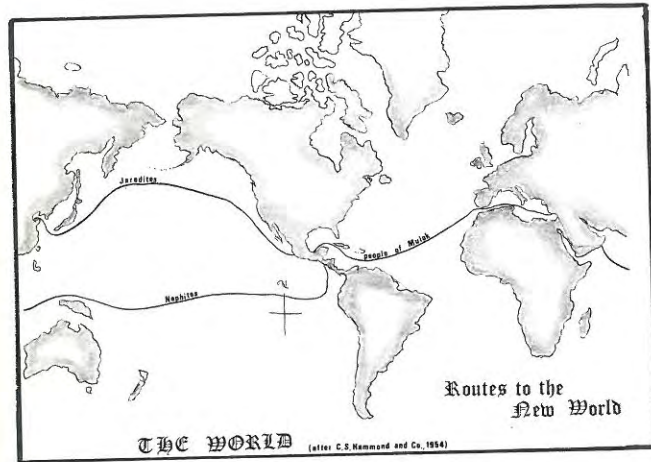 Jaredites
people of Mulek
Nephites
Routes to the
New World
THE WORLD (after C.S. Hammond and Co., 1954)